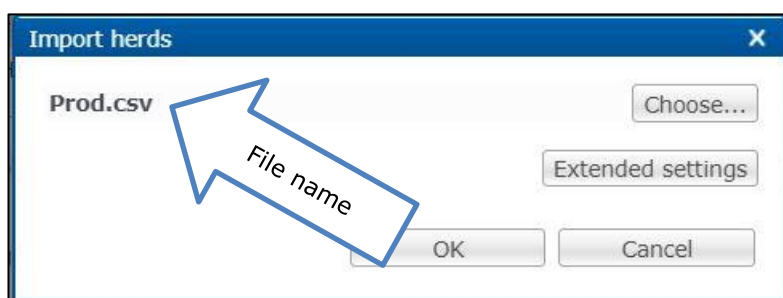 Import herds x
Prod.csv
Choose...
File name
Extended settings
OK
Cancel